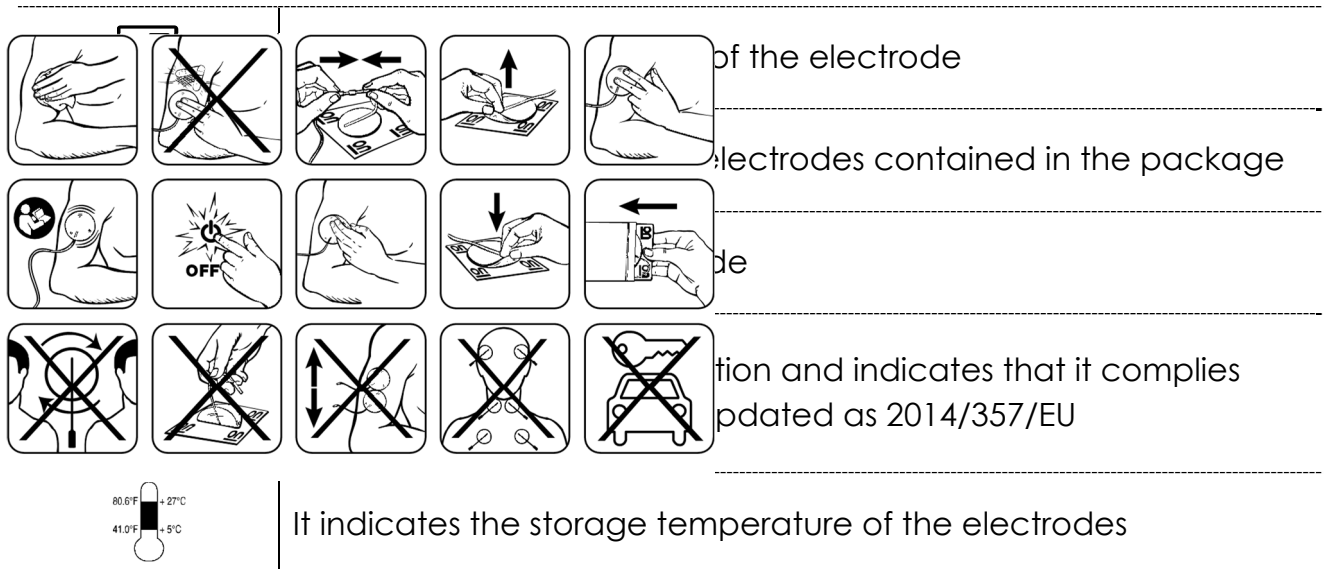 of the electrode
electrodes contained in the package
OFF
tion and indicates that it complies
pdated as 2014/357/EU
80.6°F + 27°C
41.0°F + 5°C
It indicates the storage temperature of the electrodes